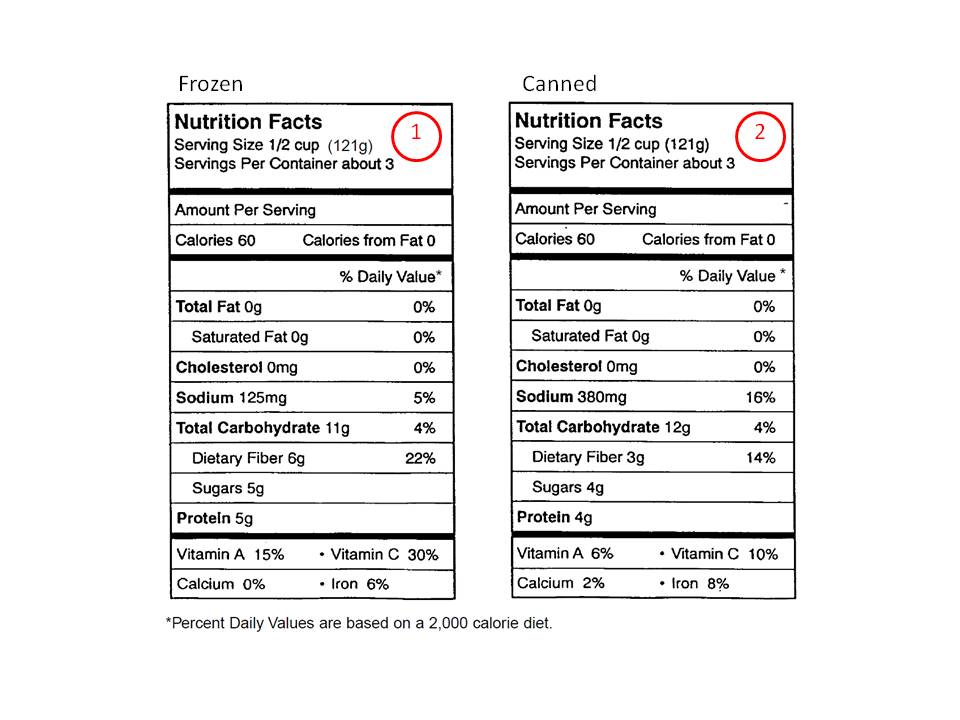 Frozen
Nutrition Facts
1
Serving Size 1/2 cup (121g)
Servings Per Container about 3
Amount Per Serving
Calories 60 Calories from Fat 0
% Daily Value*
Total Fat 0g 0%
Saturated Fat 0g 0%
Cholesterol 0mg 0%
Sodium 125mg 5%
Total Carbohydrate 11g 4%
Dietary Fiber 6g 22%
Sugars 5g
Protein 5g
Vitamin A 15% • Vitamin C 30%
Calcium 0% • Iron 6%
Canned
Nutrition Facts
2
Serving Size 1/2 cup (121g)
Servings Per Container about 3
Amount Per Serving
Calories 60 Calories from Fat 0
% Daily Value *
Total Fat 0g 0%
Saturated Fat 0g 0%
Cholesterol 0mg 0%
Sodium 380mg 16%
Total Carbohydrate 12g 4%
Dietary Fiber 3g 14%
Sugars 4g
Protein 4g
Vitamin A 6% • Vitamin C 10%
Calcium 2% • Iron 8%
*Percent Daily Values are based on a 2,000 calorie diet.